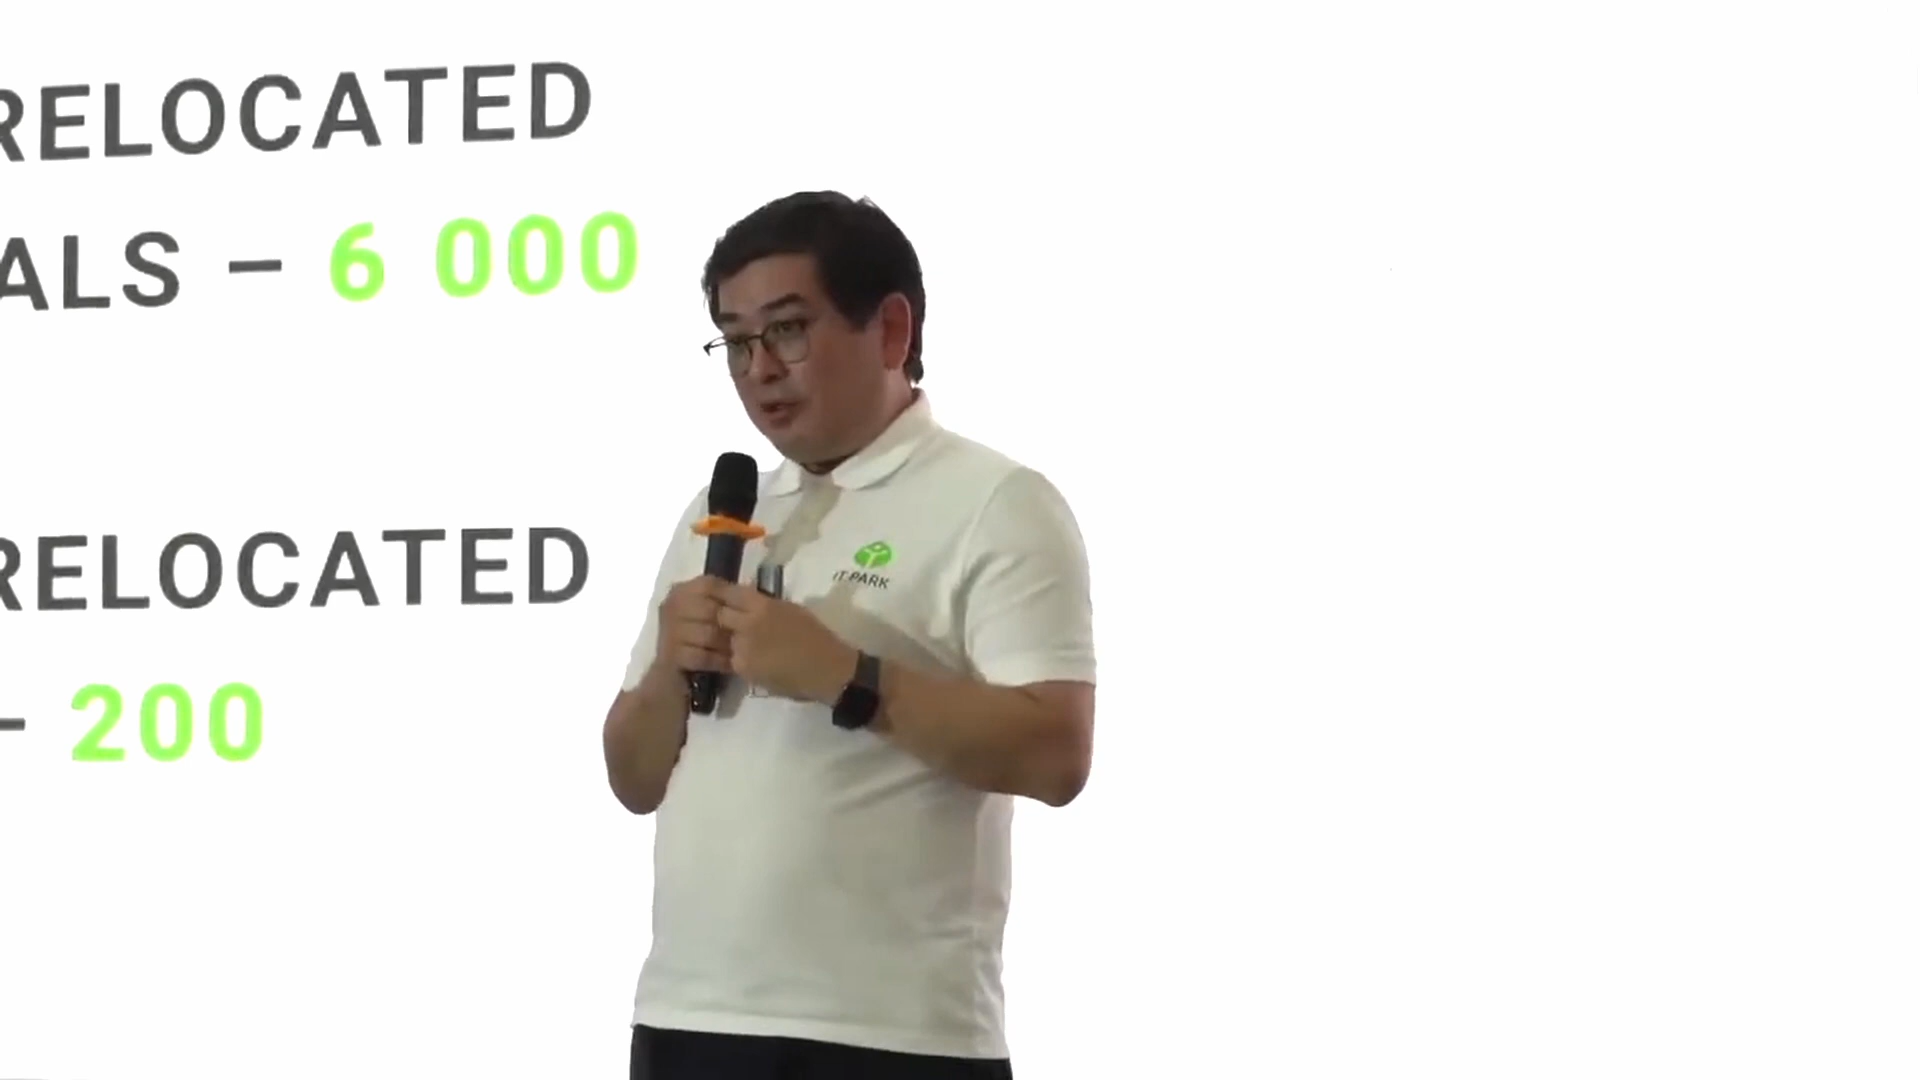 RELOCATED
ALS – 6 000
RELOCATED
– 200
IT-PARK